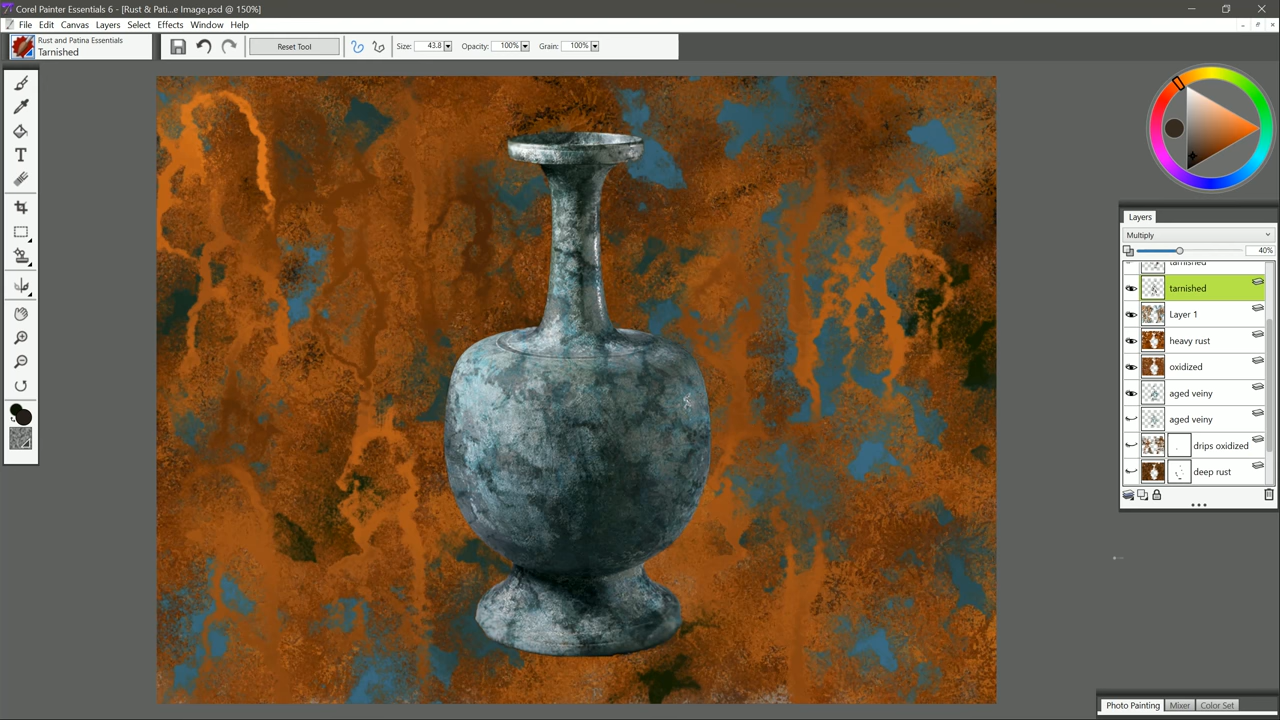 Corel Painter Essentials 6 - [Rust & Pati...e Image.psd @ 150%]
File Edit Canvas Layers Select Effects Window Help
Rust and Patina Essentials
Tarnished
Reset Tool Size: 43.8 Opacity: 100% Grain: 100%
Layers
Multiply
40%
tarnished
tarnished
Layer 1
heavy rust
oxidized
aged veiny
aged veiny
drips oxidized
deep rust
Photo Painting Mixer Color Set